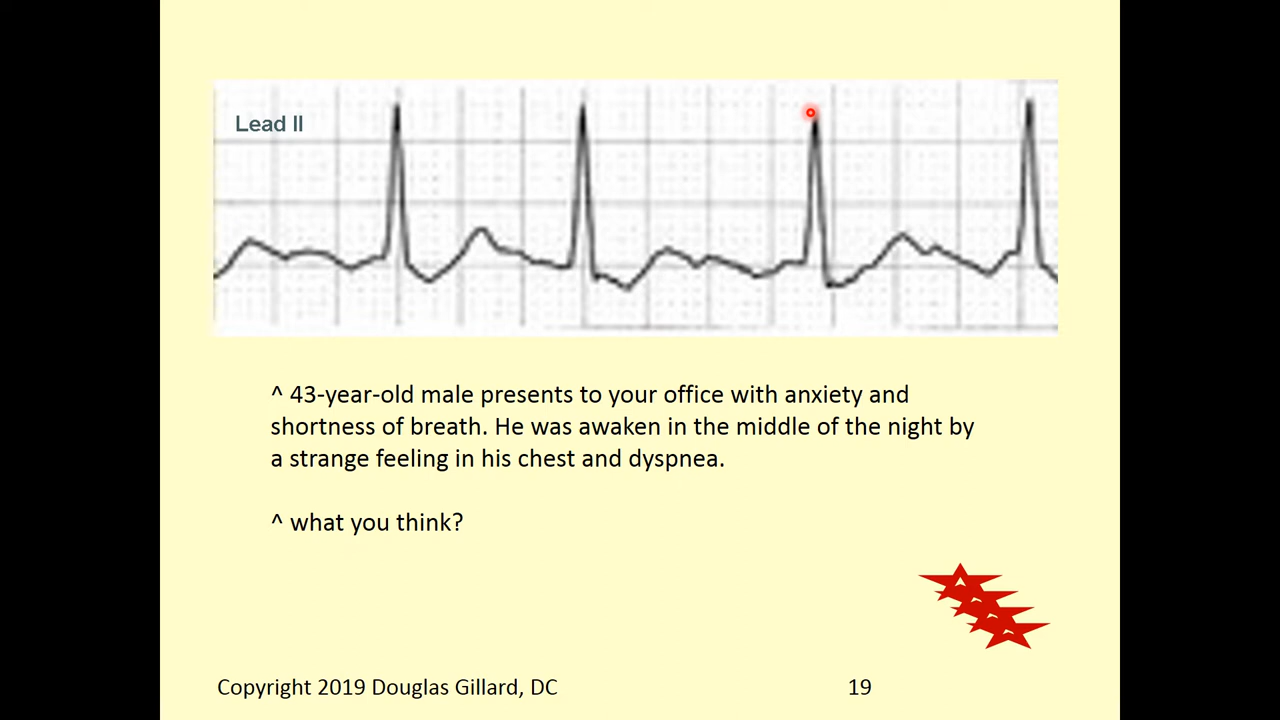 Lead II
^ 43-year-old male presents to your office with anxiety and
shortness of breath. He was awaken in the middle of the night by
a strange feeling in his chest and dyspnea.
^ what you think?
Copyright 2019 Douglas Gillard, DC
19